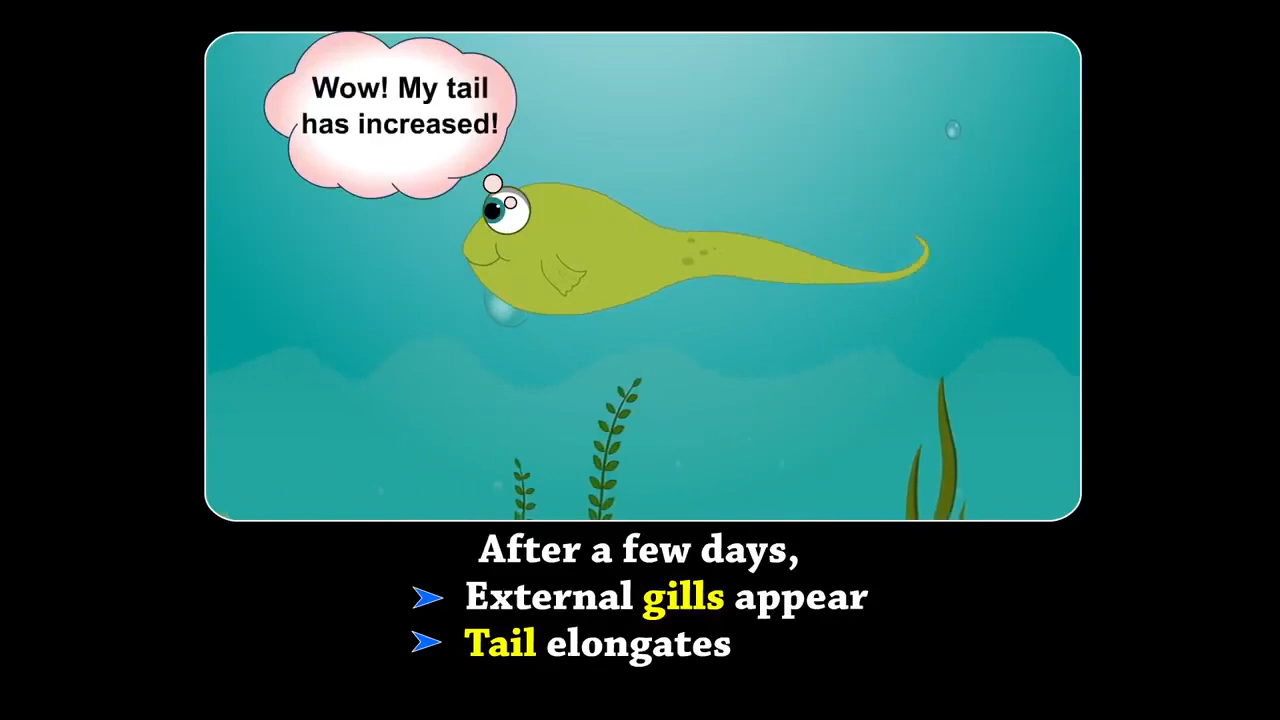 Wow! My tail
has increased!
After a few days,
External gills appear
Tail elongates